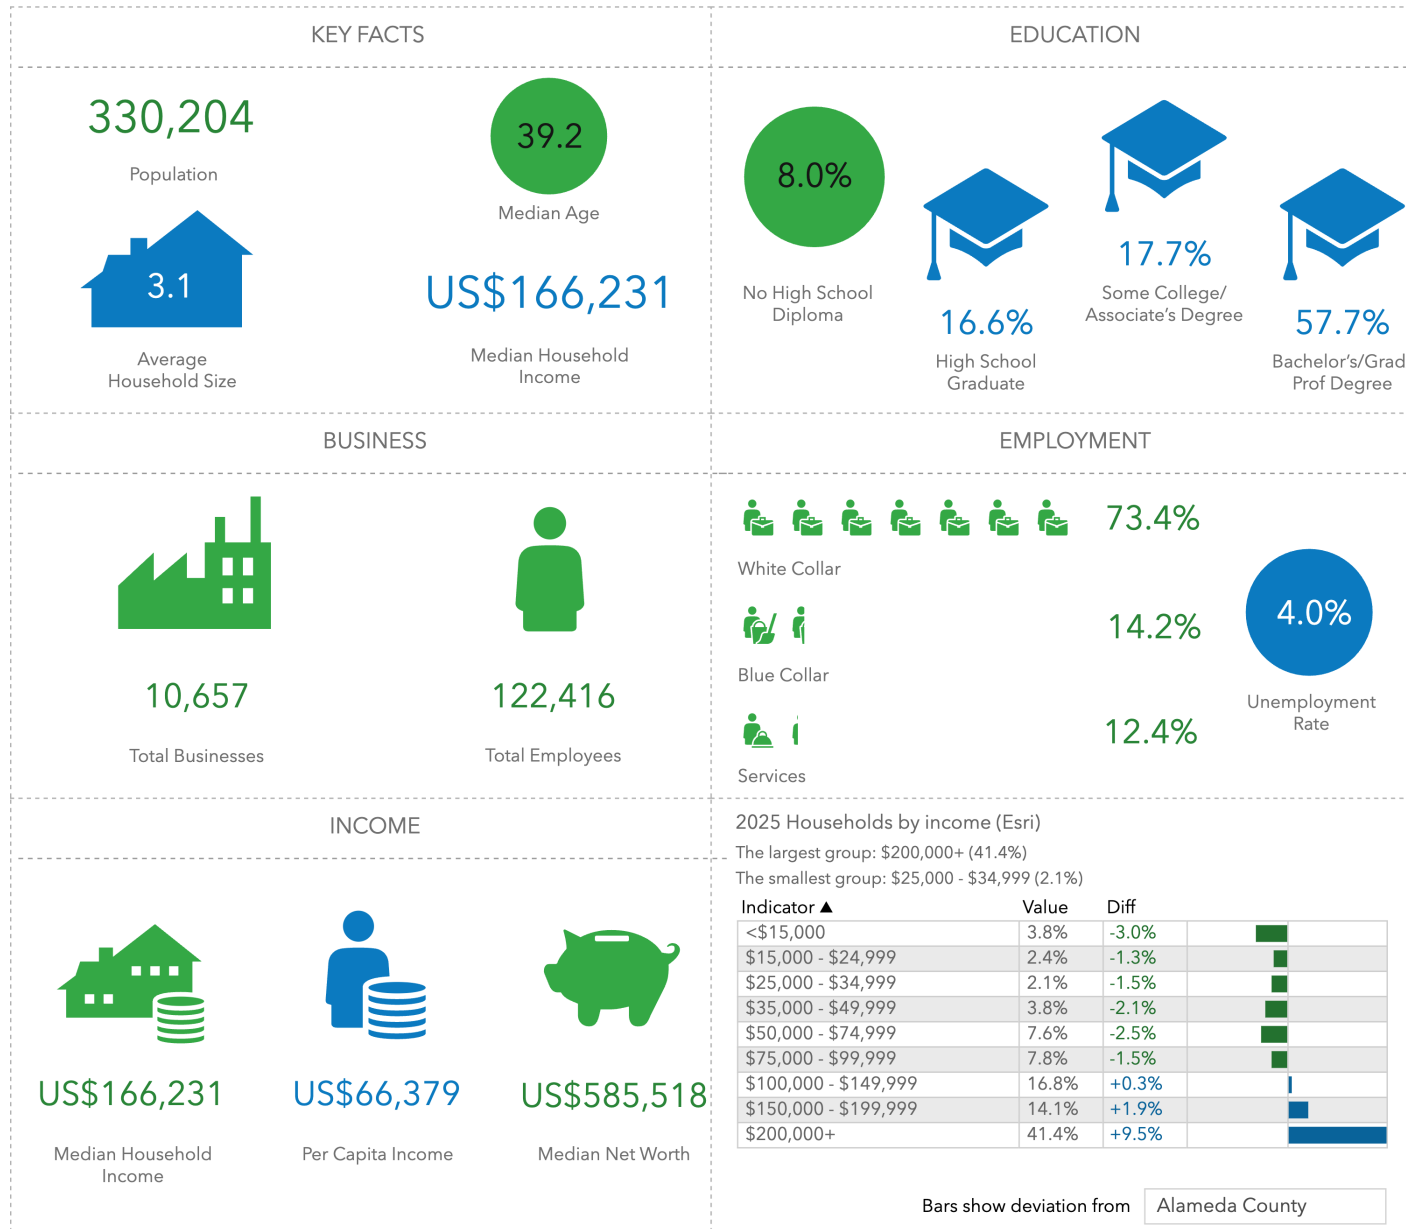 KEY FACTS
330,204
Population
39.2
Median Age
3.1
Average
Household Size
US$166,231
Median Household
Income
EDUCATION
8.0%
No High School
Diploma
16.6%
High School
Graduate
17.7%
Some College/
Associate's Degree
57.7%
Bachelor's/Grad
Prof Degree
BUSINESS
10,657
Total Businesses
122,416
Total Employees
EMPLOYMENT
73.4%
White Collar
14.2%
Blue Collar
12.4%
Services
4.0%
Unemployment
Rate
INCOME
US$166,231
Median Household
Income
US$66,379
Per Capita Income
US$585,518
Median Net Worth
2025 Households by income (Esri)
The largest group: $200,000+ (41.4%)
The smallest group: $25,000 - $34,999 (2.1%)
Indicator ▲ Value Diff
<$15,000 3.8% -3.0%
$15,000 - $24,999 2.4% -1.3%
$25,000 - $34,999 2.1% -1.5%
$35,000 - $49,999 3.8% -2.1%
$50,000 - $74,999 7.6% -2.5%
$75,000 - $99,999 7.8% -1.5%
$100,000 - $149,999 16.8% +0.3%
$150,000 - $199,999 14.1% +1.9%
$200,000+ 41.4% +9.5%
Bars show deviation from Alameda County